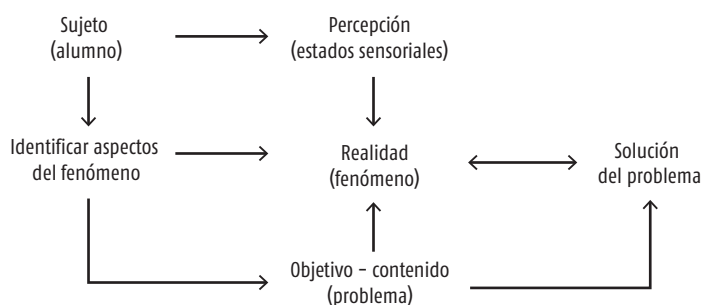 Sujeto
(alumno)
Percepción
(estados sensoriales)
Identificar aspectos
del fenómeno
Realidad
(fenómeno)
Solución
del problema
Objetivo – contenido
(problema)